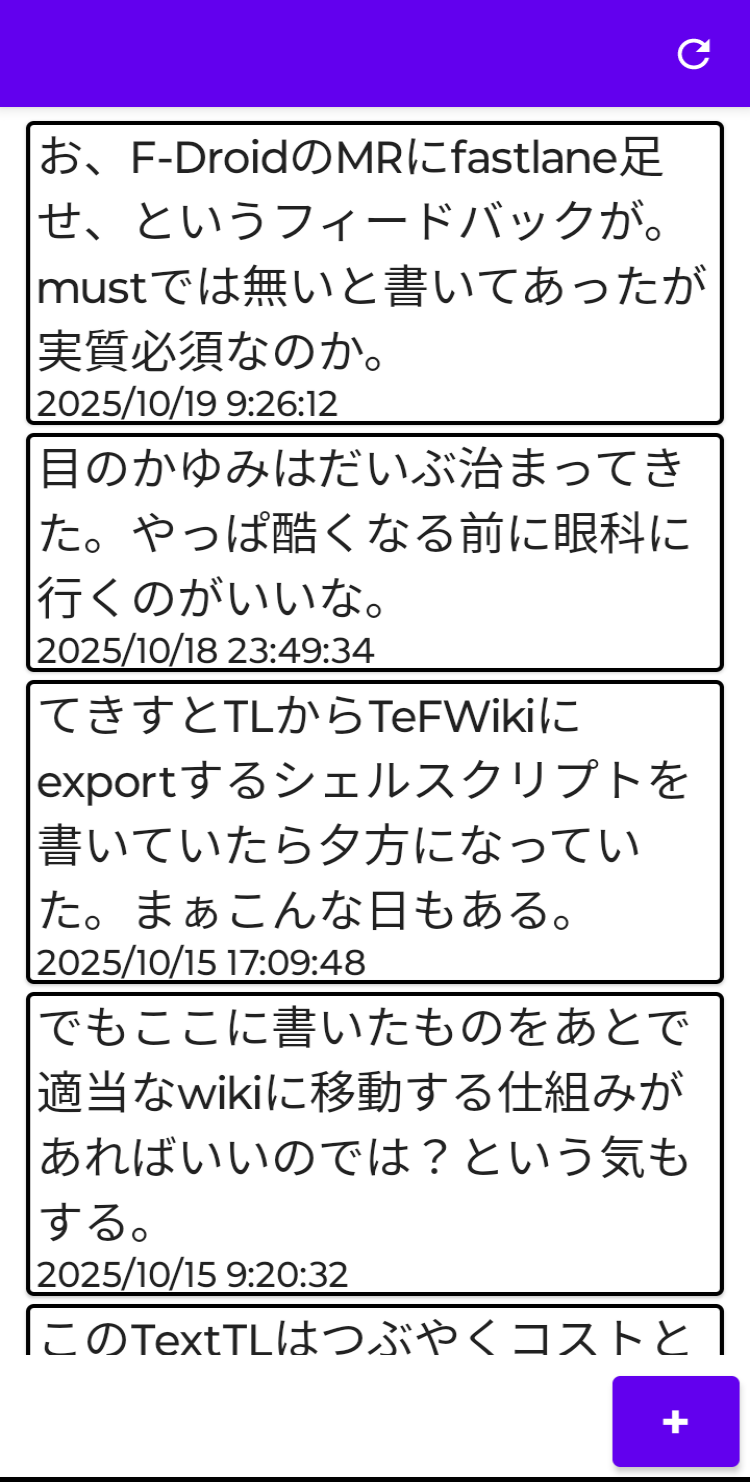 お、F-DroidのMRにfastlane足
せ、というフィードバックが。
mustでは無いと書いてあったが
実質必須なのか。
2025/10/19 9:26:12
目のかゆみはだいぶ治まってき
た。やっぱ酷くなる前に眼科に
行くのがいいな。
2025/10/18 23:49:34
てきすとTLからTeFWikiに
exportするシェルスクリプトを
書いていたら夕方になってい
た。まぁこんな日もある。
2025/10/15 17:09:48
でもここに書いたものをあとで
適当なwikiに移動する仕組みが
あればいいのでは？という気も
する。
2025/10/15 9:20:32
このTextTLはつぶやくコストと
+